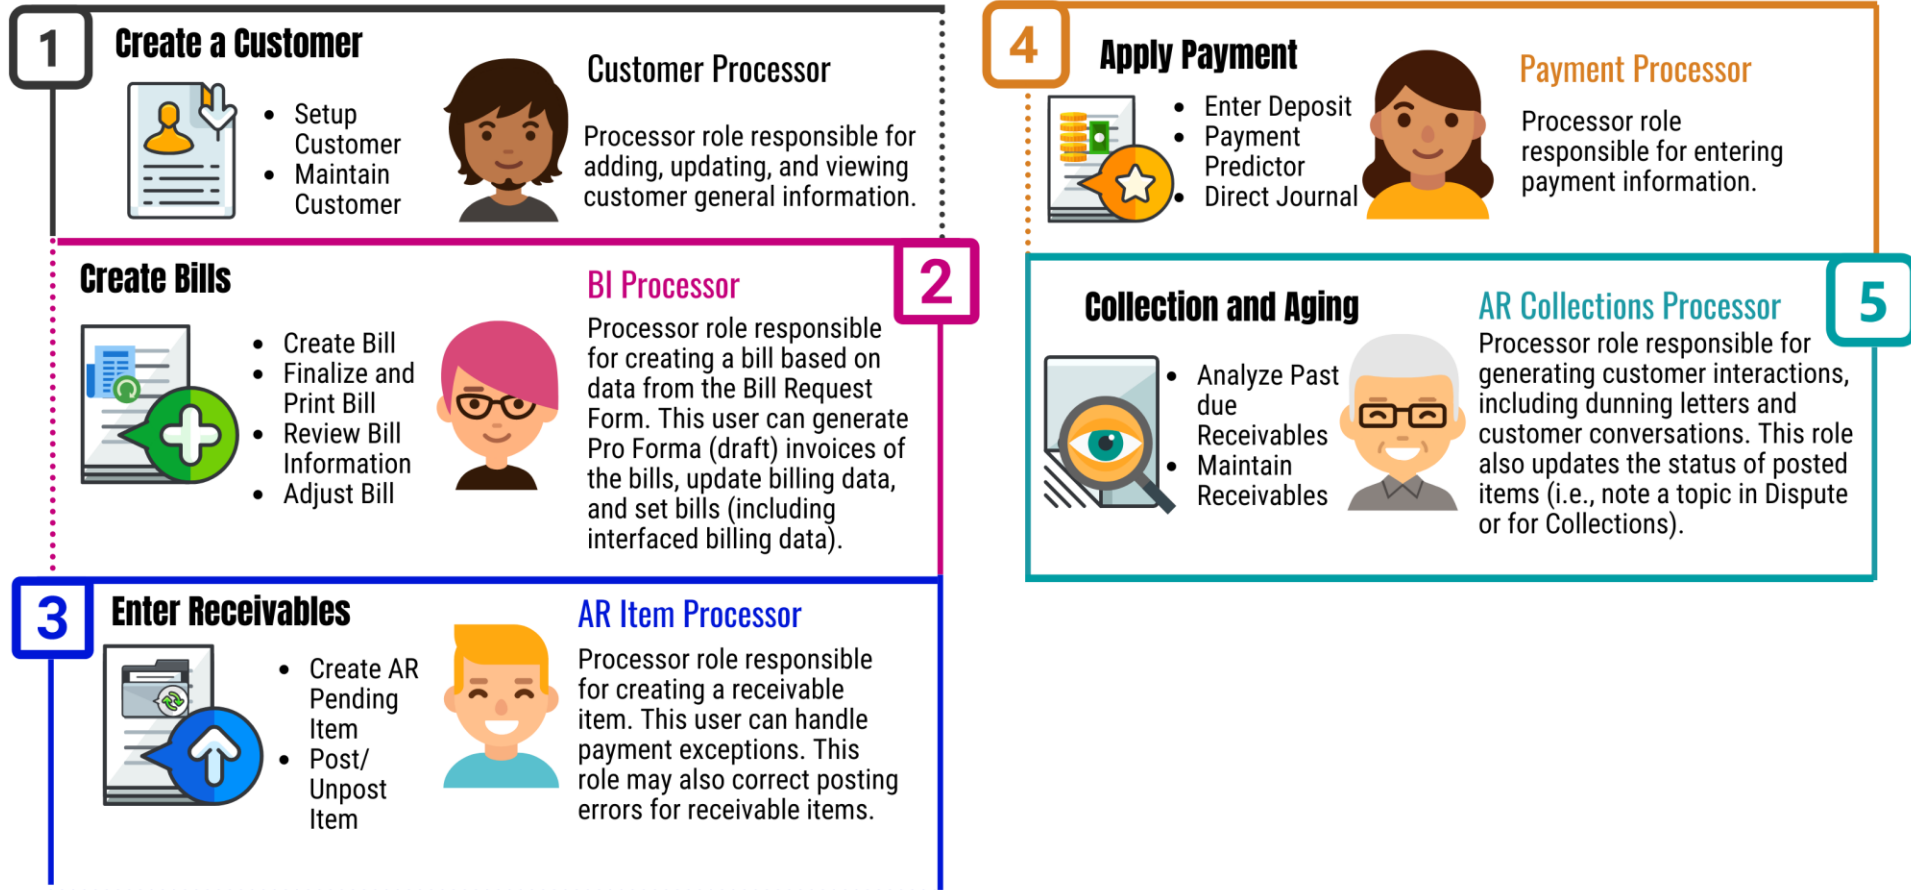 1
Create a Customer
• Setup
Customer
• Maintain
Customer
Customer Processor
Processor role responsible for
adding, updating, and viewing
customer general information.
2
Create Bills
• Create Bill
• Finalize and
Print Bill
• Review Bill
Information
• Adjust Bill
BI Processor
Processor role responsible
for creating a bill based on
data from the Bill Request
Form. This user can generate
Pro Forma (draft) invoices of
the bills, update billing data,
and set bills (including
interfaced billing data).
3
Enter Receivables
• Create AR
Pending
Item
• Post/
Unpost
Item
AR Item Processor
Processor role responsible
for creating a receivable
item. This user can handle
payment exceptions. This
role may also correct posting
errors for receivable items.
4
Apply Payment
• Enter Deposit
• Payment
Predictor
• Direct Journal
Payment Processor
Processor role
responsible for entering
payment information.
5
Collection and Aging
• Analyze Past
due
Receivables
• Maintain
Receivables
AR Collections Processor
Processor role responsible for
generating customer interactions,
including dunning letters and
customer conversations. This role
also updates the status of posted
items (i.e., note a topic in Dispute
or for Collections).